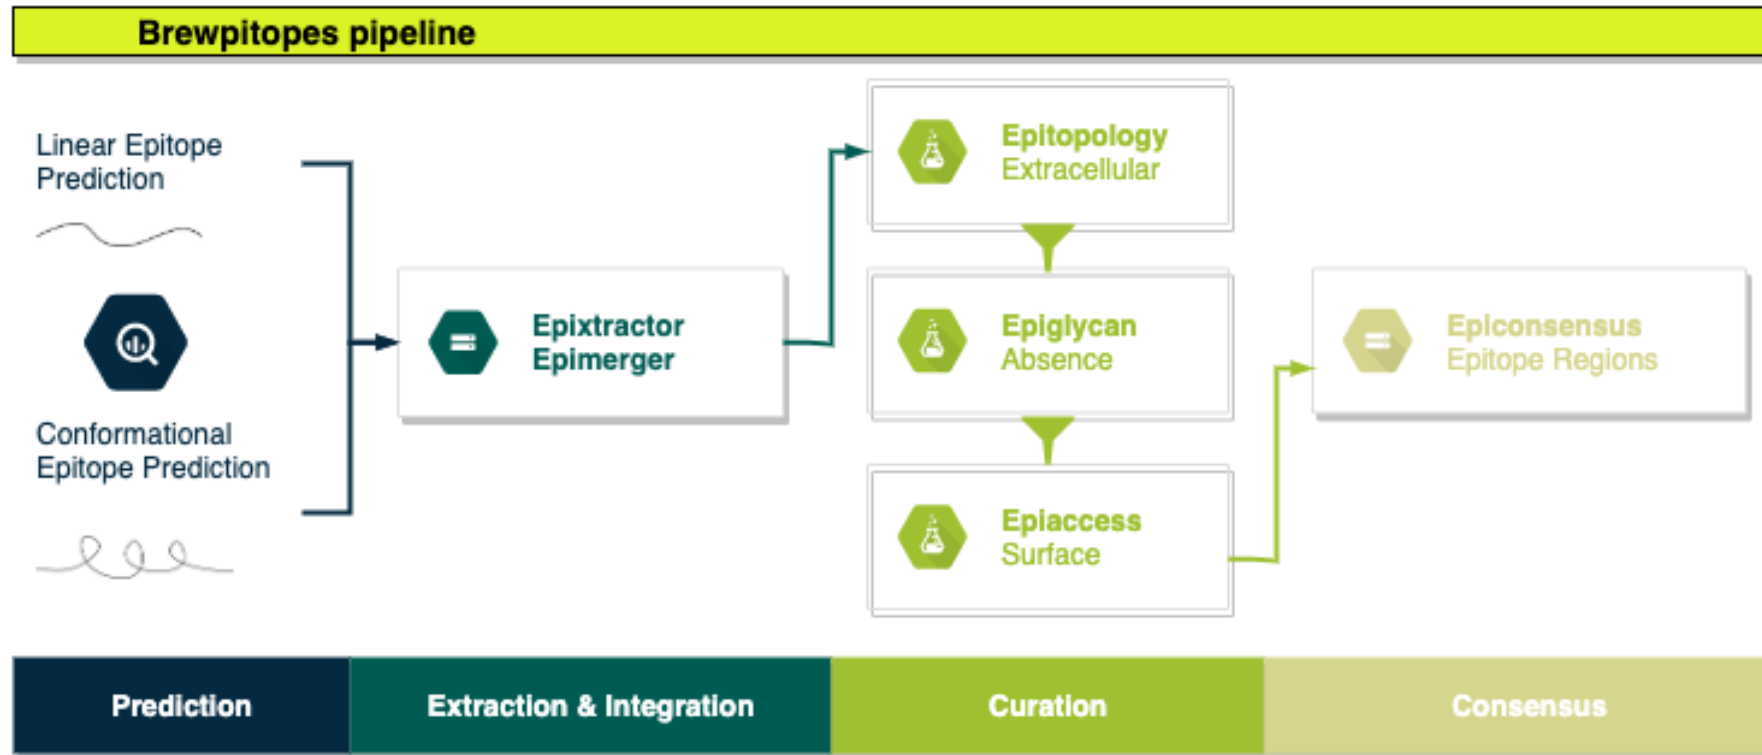 Brewpitopes pipeline
Linear Epitope
Prediction
Conformational
Epitope Prediction
Epixtractor
Epimerger
Epitopology
Extracellular
Epiglycan
Absence
Epiaccess
Surface
Epiconsensus
Epitope Regions
Prediction
Extraction & Integration
Curation
Consensus